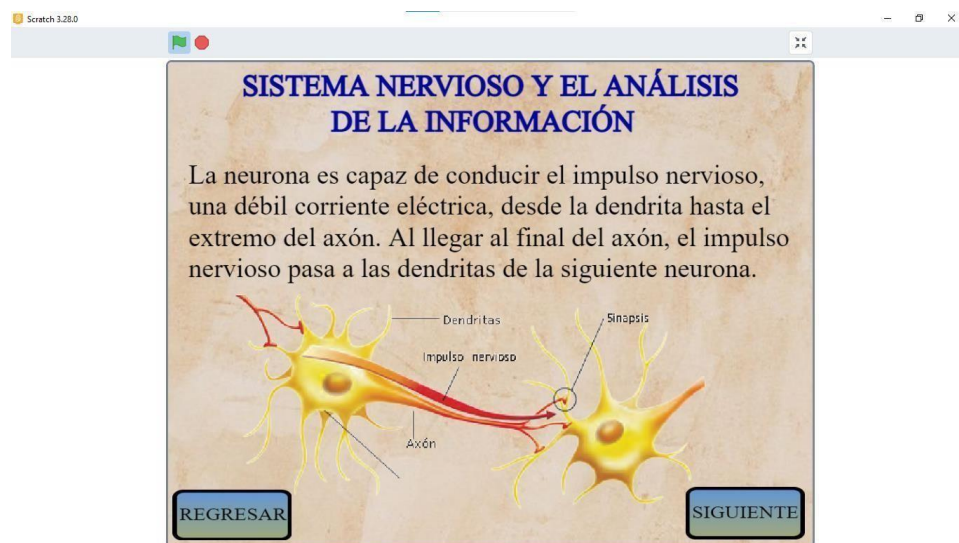 Scratch 3.28.0
SISTEMA NERVIOSO Y EL ANÁLISIS
DE LA INFORMACIÓN
La neurona es capaz de conducir el impulso nervioso,
una débil corriente eléctrica, desde la dendrita hasta el
extremo del axón. Al llegar al final del axón, el impulso
nervioso pasa a las dendritas de la siguiente neurona.
Dendritas
Sinapsis
Impulso nervioso
Axón
REGRESAR
SIGUIENTE